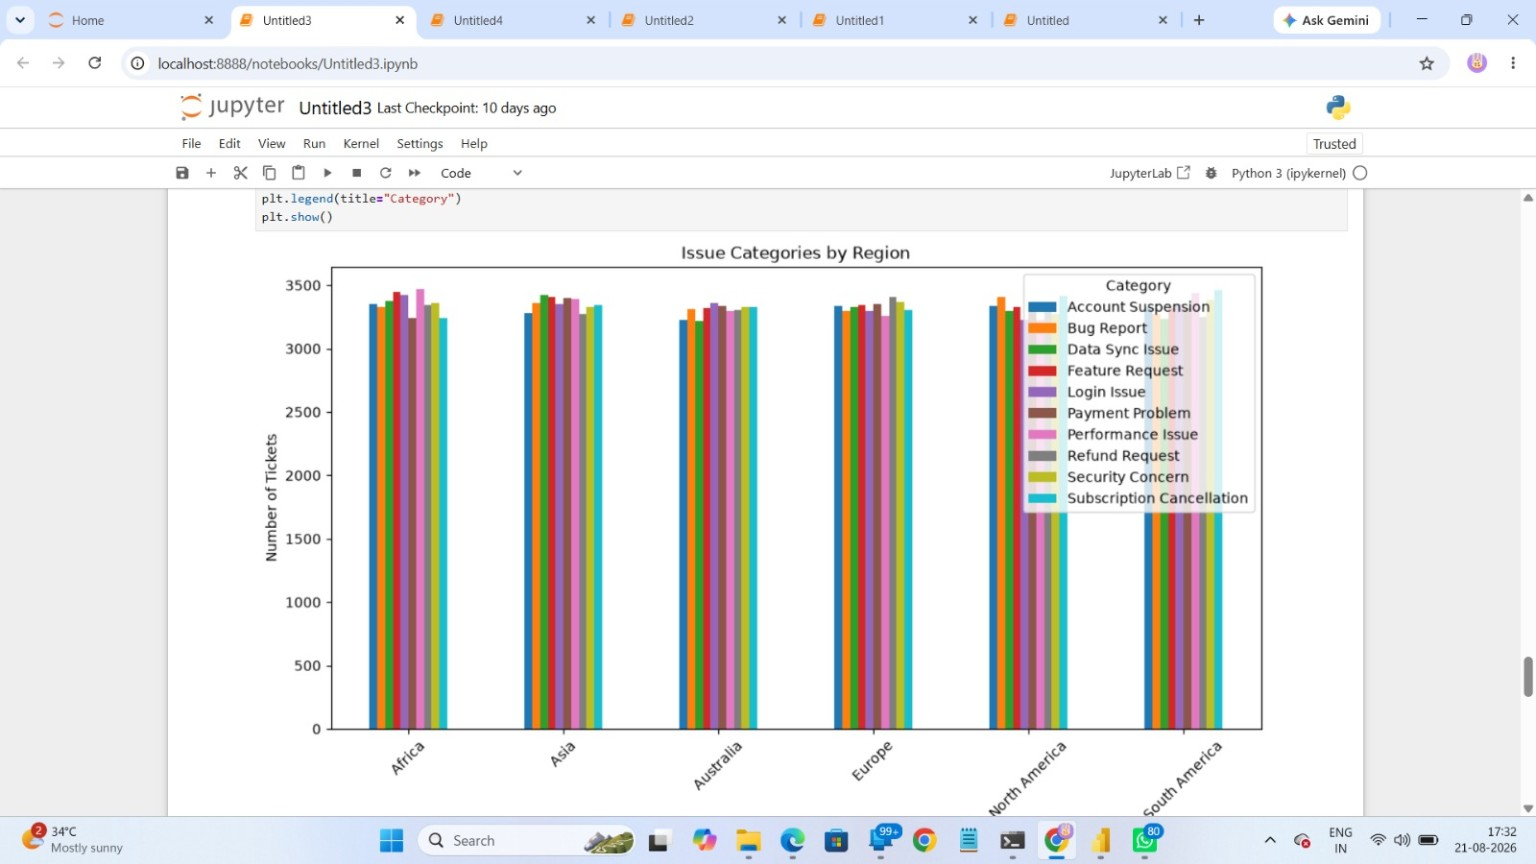 Home
Untitled3
Untitled4
Untitled2
Untitled1
Untitled
Ask Gemini
localhost:8888/notebooks/Untitled3.ipynb
jupyter Untitled3 Last Checkpoint: 10 days ago
File Edit View Run Kernel Settings Help
Trusted
Code
JupyterLab
Python 3 (ipykernel)
plt.legend(title="Category")
plt.show()
Issue Categories by Region
3500
3000
2500
2000
1500
1000
500
0
Number of Tickets
Category
Account Suspension
Bug Report
Data Sync Issue
Feature Request
Login Issue
Payment Problem
Performance Issue
Refund Request
Security Concern
Subscription Cancellation
Africa
Asia
Australia
Europe
North America
South America
2
34°C
Mostly sunny
Search
99+
80
ENG
IN
17:32
21-08-2026